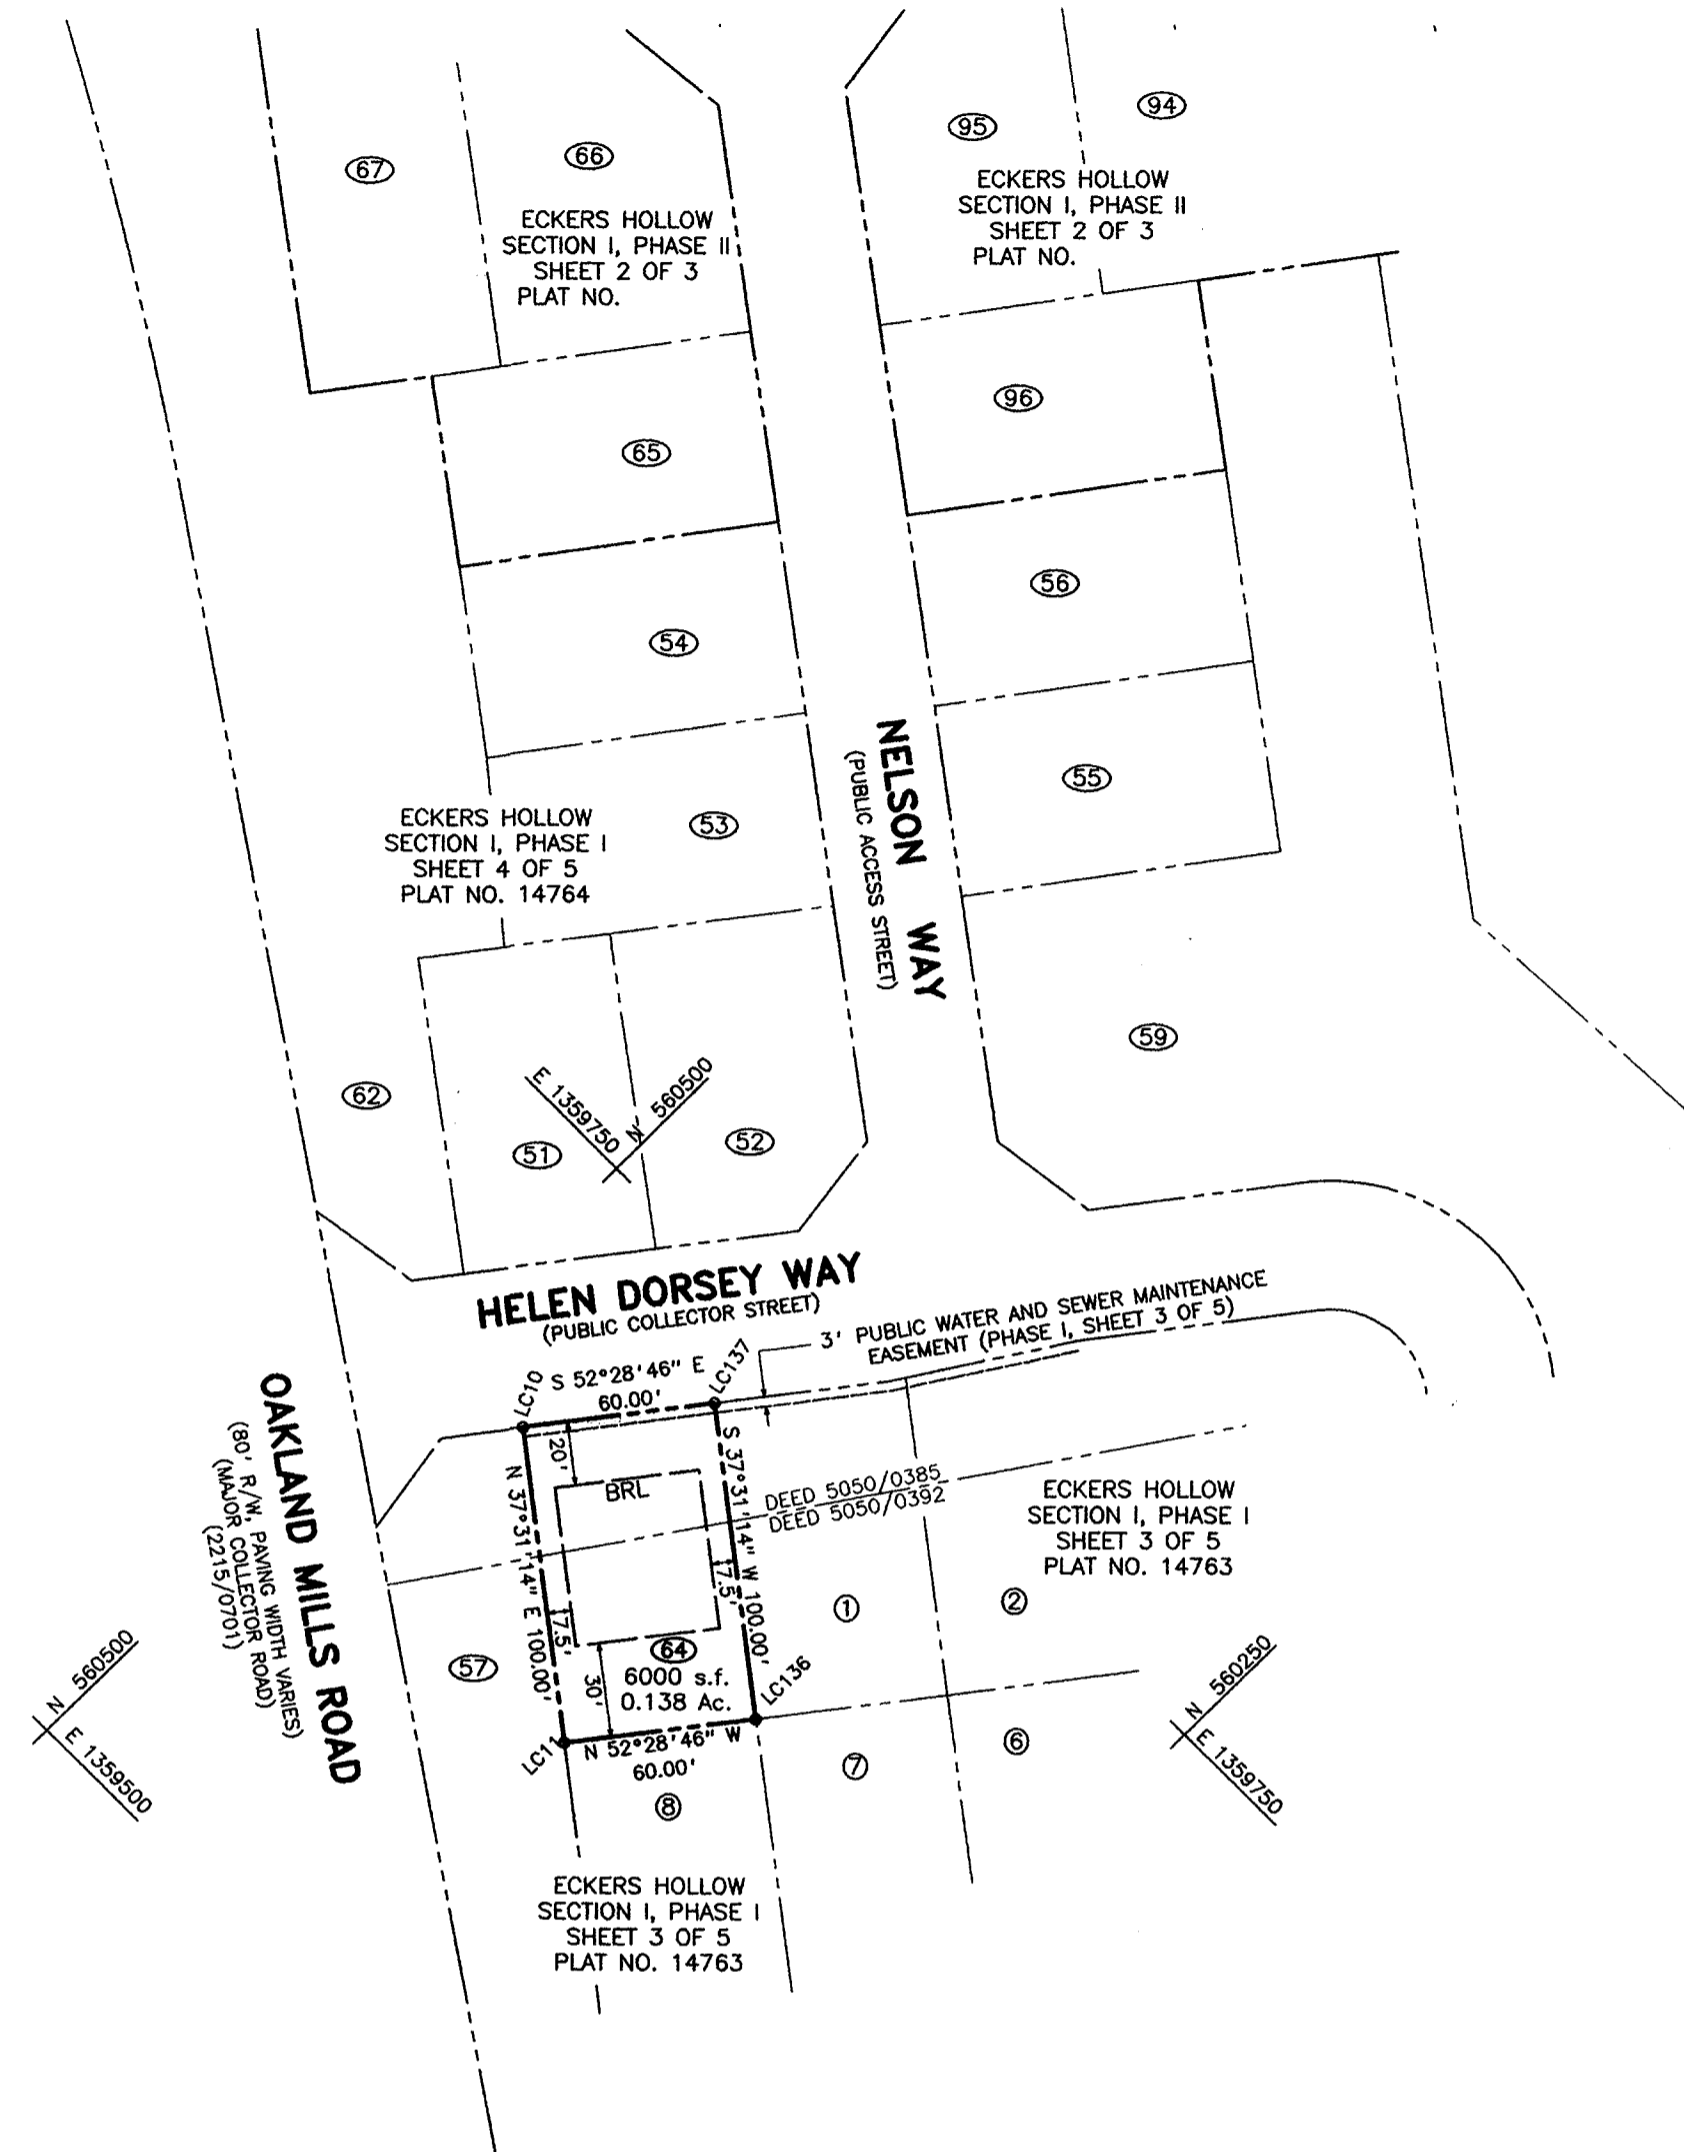 94
95
66
67
ECKERS HOLLOW
SECTION I, PHASE II
SHEET 2 OF 3
PLAT NO.
ECKERS HOLLOW
SECTION I, PHASE II
SHEET 2 OF 3
PLAT NO.
96
65
56
54
NELSON WAY
(PUBLIC ACCESS STREET)
55
53
ECKERS HOLLOW
SECTION I, PHASE I
SHEET 4 OF 5
PLAT NO. 14764
59
62
E 1359750
N 560500
51
52
HELEN DORSEY WAY
(PUBLIC COLLECTOR STREET)
3' PUBLIC WATER AND SEWER MAINTENANCE
EASEMENT (PHASE I, SHEET 3 OF 5)
OAKLAND MILLS ROAD
(80' R/W, PAVING WIDTH VARIES)
(MAJOR COLLECTOR ROAD)
(2215/0701)
LC10
S 52°28'46" E
60.00'
LC137
20'
BRL
N 37°31'14" E 100.00'
S 37°31'14" W 100.00'
DEED 5050/0385
DEED 5050/0392
ECKERS HOLLOW
SECTION I, PHASE I
SHEET 3 OF 5
PLAT NO. 14763
7.5'
7.5'
1
2
57
64
6000 s.f.
0.138 Ac.
30'
LC136
LC11
N 52°28'46" W
60.00'
8
7
6
N 560500
E 1359500
N 560250
E 1359750
ECKERS HOLLOW
SECTION I, PHASE I
SHEET 3 OF 5
PLAT NO. 14763